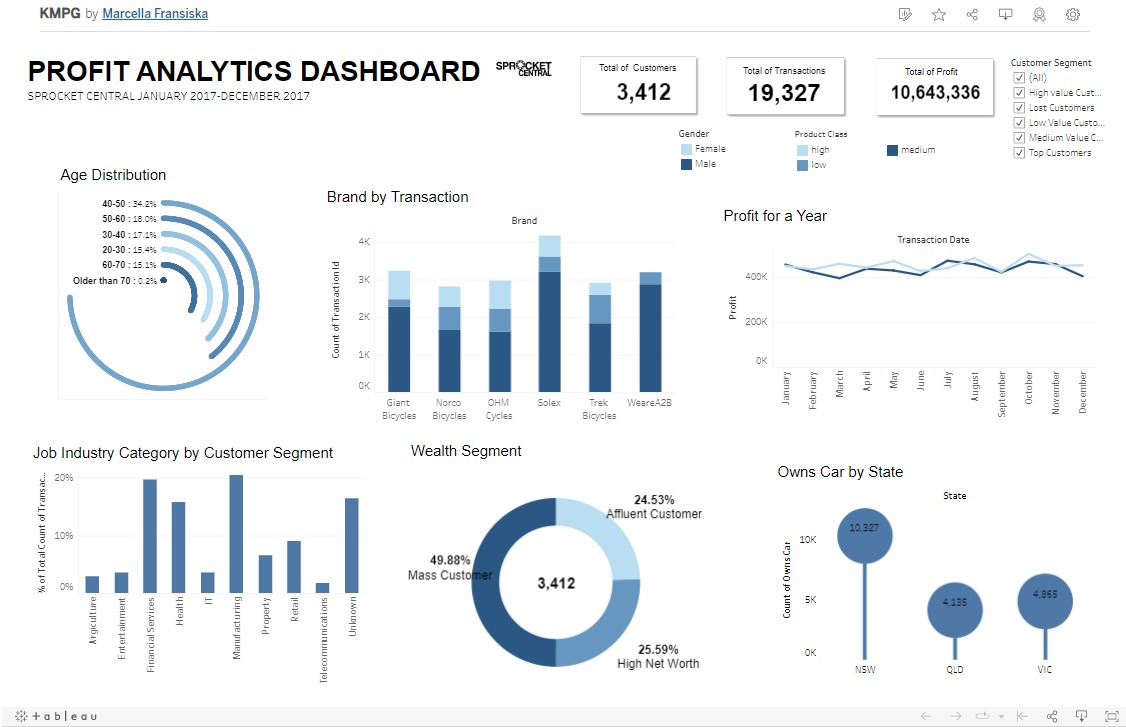 KMPG by Marcella Fransiska
PROFIT ANALYTICS DASHBOARD
SPROCKET CENTRAL JANUARY 2017-DECEMBER 2017
SPROCKET
CENTRAL
Total of Customers
3,412
Total of Transactions
19,327
Total of Profit
10,643,336
Customer Segment
(All)
High value Cust...
Lost Customers
Low Value Custo...
Medium Value C...
Top Customers
Gender
Female
Male
Product Class
high
low
medium
Age Distribution
40-50 : 34.2%
50-60 : 18.0%
30-40 : 17.1%
20-30 : 15.4%
60-70 : 15.1%
Older than 70 : 0.2%
Brand by Transaction
Brand
Count of Transaction Id
4K
3K
2K
1K
0K
Giant Bicycles
Norco Bicycles
OHM Cycles
Solex
Trek Bicycles
WeareA2B
Profit for a Year
Transaction Date
Profit
400K
200K
0K
January
February
March
April
May
June
July
August
September
October
November
December
Job Industry Category by Customer Segment
% of Total Count of Transac..
20%
10%
0%
Argiculture
Entertainment
Financial Services
Health
IT
Manufacturing
Property
Retail
Telecommunications
Unknown
Wealth Segment
24.53%
Affluent Customer
49.88%
Mass Customer
3,412
25.59%
High Net Worth
Owns Car by State
State
Count of Owns Car
10K
5K
0K
10,327
4,135
4,865
NSW
QLD
VIC
+ableau